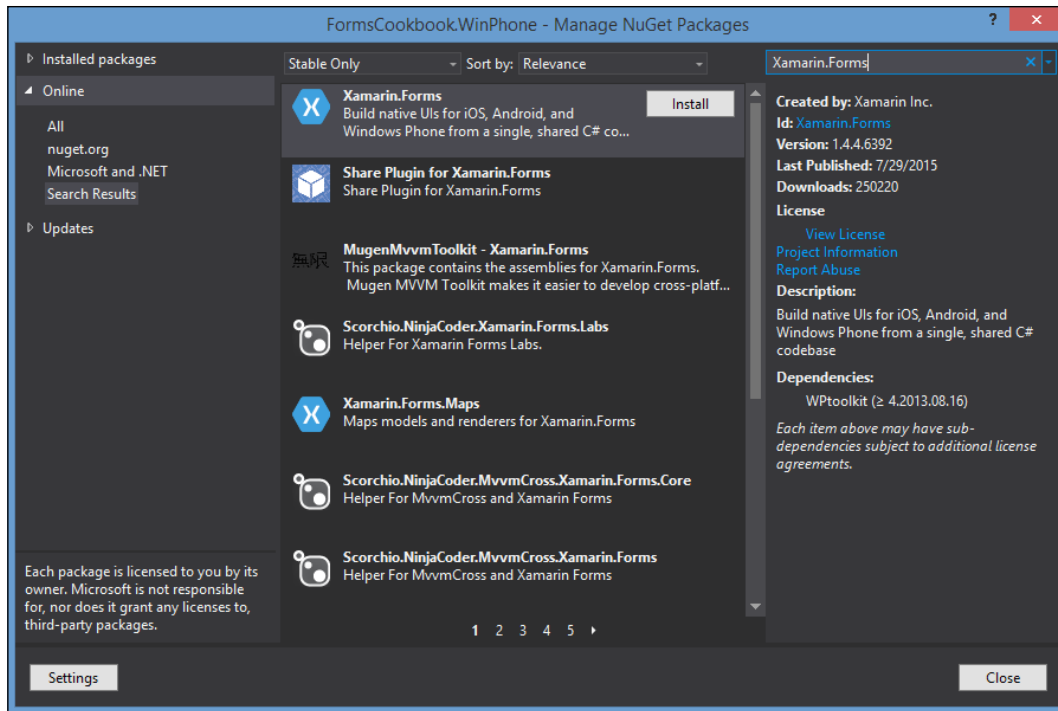 FormsCookbook.WinPhone - Manage NuGet Packages
?
Installed packages
Online
All
nuget.org
Microsoft and .NET
Search Results
Updates
Each package is licensed to you by its
owner. Microsoft is not responsible
for, nor does it grant any licenses to,
third-party packages.
Stable Only
Sort by: Relevance
Xamarin.Forms
Install
Build native UIs for iOS, Android, and
Windows Phone from a single, shared C# co...
Share Plugin for Xamarin.Forms
Share Plugin for Xamarin.Forms
無限
MugenMvvmToolkit - Xamarin.Forms
This package contains the assemblies for Xamarin.Forms.
Mugen MVVM Toolkit makes it easier to develop cross-platf...
Scorchio.NinjaCoder.Xamarin.Forms.Labs
Helper For Xamarin Forms Labs.
Xamarin.Forms.Maps
Maps models and renderers for Xamarin.Forms
Scorchio.NinjaCoder.MvvmCross.Xamarin.Forms.Core
Helper For MvvmCross and Xamarin Forms
Scorchio.NinjaCoder.MvvmCross.Xamarin.Forms
Helper For MvvmCross and Xamarin Forms
1 2 3 4 5
Xamarin.Forms
Created by: Xamarin Inc.
Id: Xamarin.Forms
Version: 1.4.4.6392
Last Published: 7/29/2015
Downloads: 250220
License
View License
Project Information
Report Abuse
Description:
Build native UIs for iOS, Android, and
Windows Phone from a single, shared C#
codebase
Dependencies:
WPtoolkit (≥ 4.2013.08.16)
Each item above may have sub-
dependencies subject to additional license
agreements.
Settings
Close